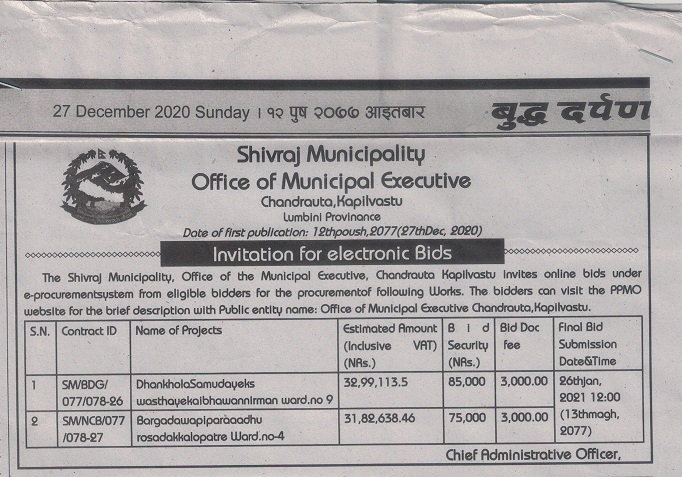 27 December 2020 Sunday । १२ पुष २०७७ आइतबार
बुद्ध दर्पण
Shivraj Municipality
Office of Municipal Executive
Chandrauta,Kapilvastu
Lumbini Provinance
Date of first publication: 12thpoush,2077(27thDec, 2020)
Invitation for electronic Bids
The Shivraj Municipality, Office of the Municipal Executive, Chandrauta Kapilvastu invites online bids under
e-procurementsystem from eligible bidders for the procurementof following Works. The bidders can visit the PPMO
website for the brief description with Public entity name: Office of Municipal Executive Chandrauta,Kapilvastu.
S.N. Contract ID Name of Projects Estimated Amount (Inclusive VAT) (NRs.) Bid Security (NRs.) Bid Doc fee Final Bid Submission Date&Time
1 SM/BDG/077/078-26 DhankholaSamudayeks wasthayekaibhawannirman ward.no 9 32,99,113.5 85,000 3,000.00 26thjan, 2021 12:00 (13thmagh, 2077)
2 SM/NCB/077/078-27 Bargadawapiparaaadhu rosadakkalopatre Ward.no-4 31,82,638.46 75,000 3,000.00
Chief Administrative Officer,